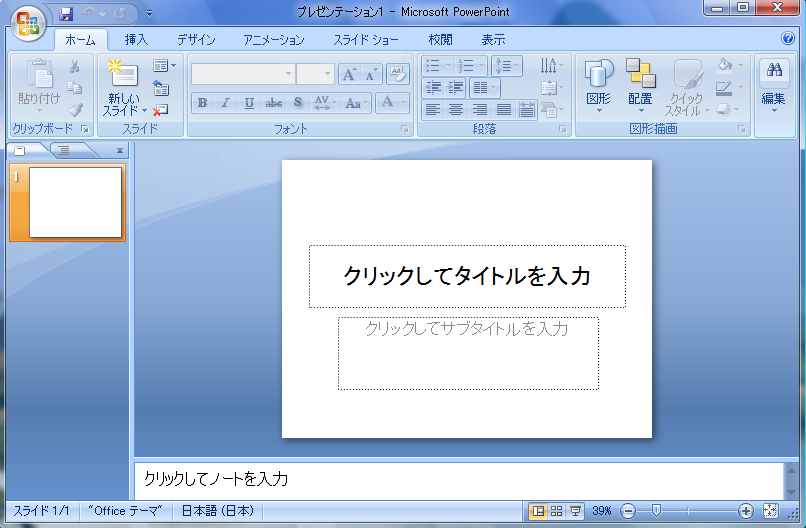 プレゼンテーション1 - Microsoft PowerPoint
ホーム 挿入 デザイン アニメーション スライド ショー 校閲 表示
貼り付け
新しい
スライド
B I U abc S AV Aa A
図形 配置 クイック
スタイル
編集
クリップボード スライド フォント 段落 図形描画
1
クリックしてタイトルを入力
クリックしてサブタイトルを入力
クリックしてノートを入力
スライド 1/1 "Office テーマ" 日本語 (日本) 39%